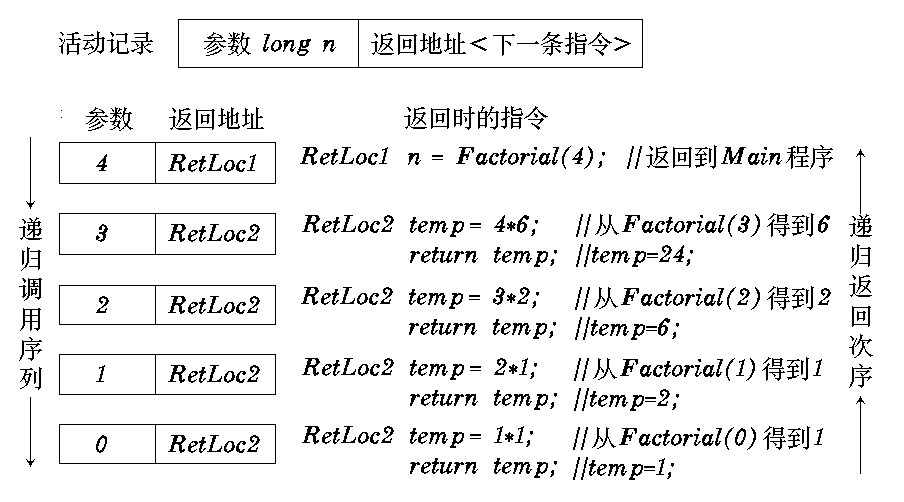 活动记录 参数 long n 返回地址<下一条指令>
参数 返回地址 返回时的指令
4 RetLoc1 RetLoc1 n = Factorial(4); //返回到Main程序
3 RetLoc2 RetLoc2 temp= 4*6; //从Factorial(3)得到6
return temp; //temp=24;
2 RetLoc2 RetLoc2 temp= 3*2; //从Factorial(2)得到2
return temp; //temp=6;
1 RetLoc2 RetLoc2 temp= 2*1; //从Factorial(1)得到1
return temp; //temp=2;
0 RetLoc2 RetLoc2 temp= 1*1; //从Factorial(0)得到1
return temp; //temp=1;
递归调用序列
递归返回次序